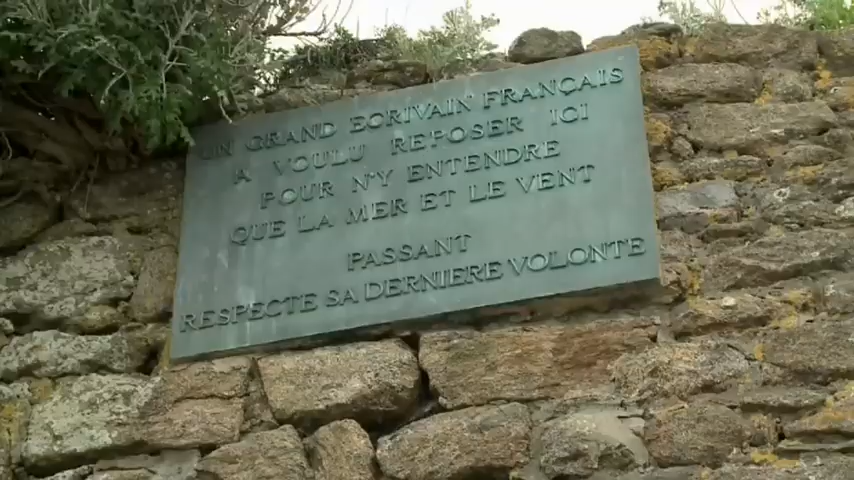 UN GRAND ECRIVAIN FRANÇAIS
A VOULU REPOSER ICI
POUR N'Y ENTENDRE
QUE LA MER ET LE VENT
PASSANT
RESPECTE SA DERNIERE VOLONTE